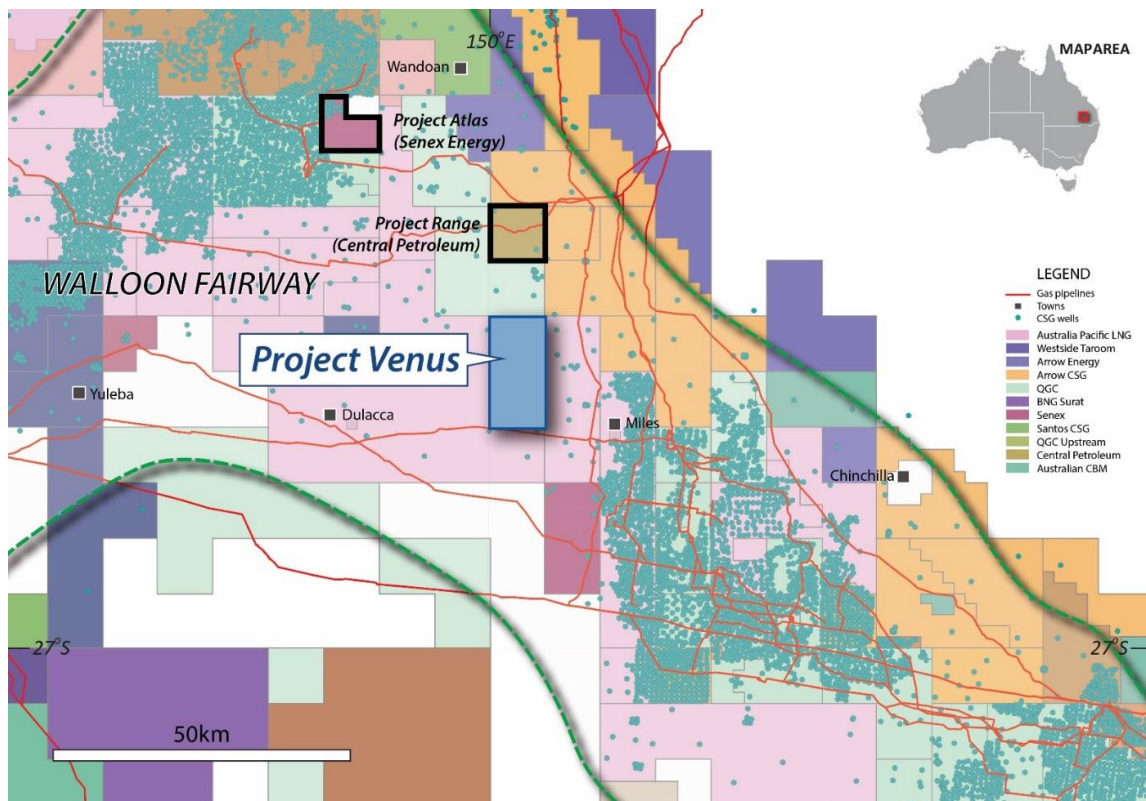 150°E
MAPAREA
Wandoan
Project Atlas
(Senex Energy)
Project Range
(Central Petroleum)
WALLOON FAIRWAY
LEGEND
Gas pipelines
Towns
CSG wells
Australia Pacific LNG
Westside Taroom
Arrow Energy
Arrow CSG
QGC
BNG Surat
Senex
Santos CSG
QGC Upstream
Central Petroleum
Australian CBM
Project Venus
Yuleba
Dulacca
Miles
Chinchilla
27°S
27°S
50km